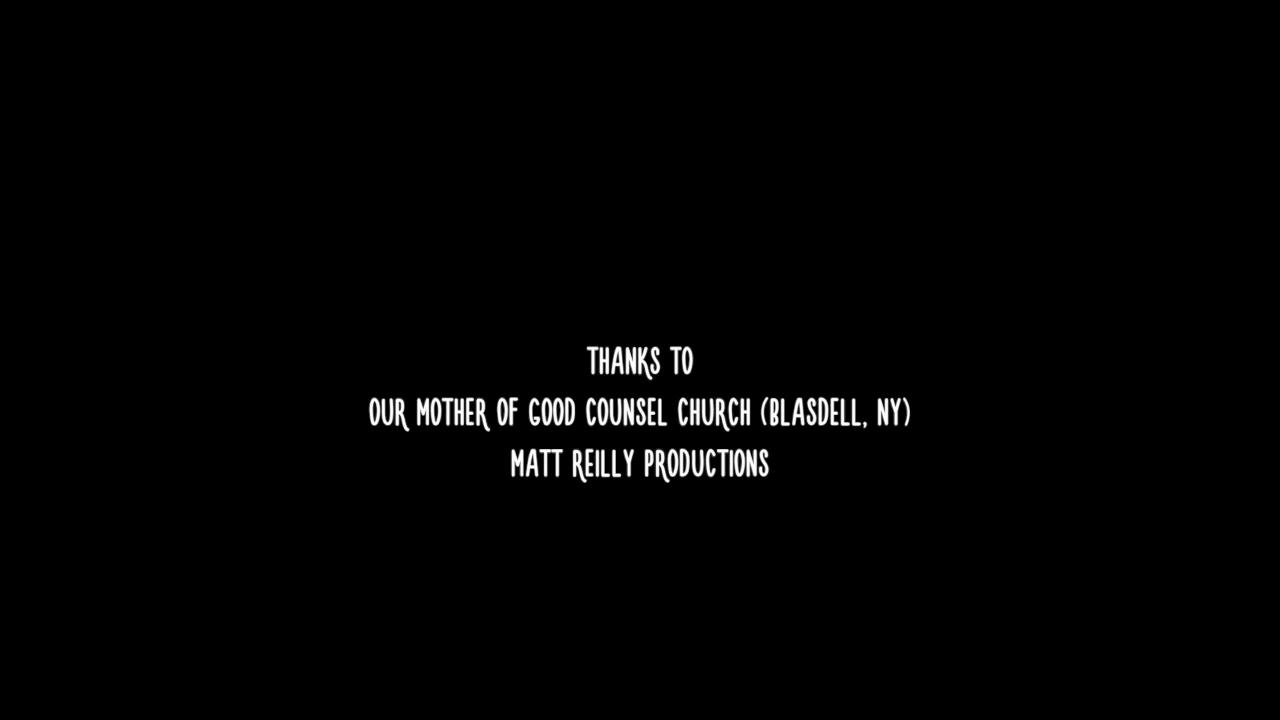 THANKS TO
OUR MOTHER OF GOOD COUNSEL CHURCH (BLASDELL, NY)
MATT REILLY PRODUCTIONS